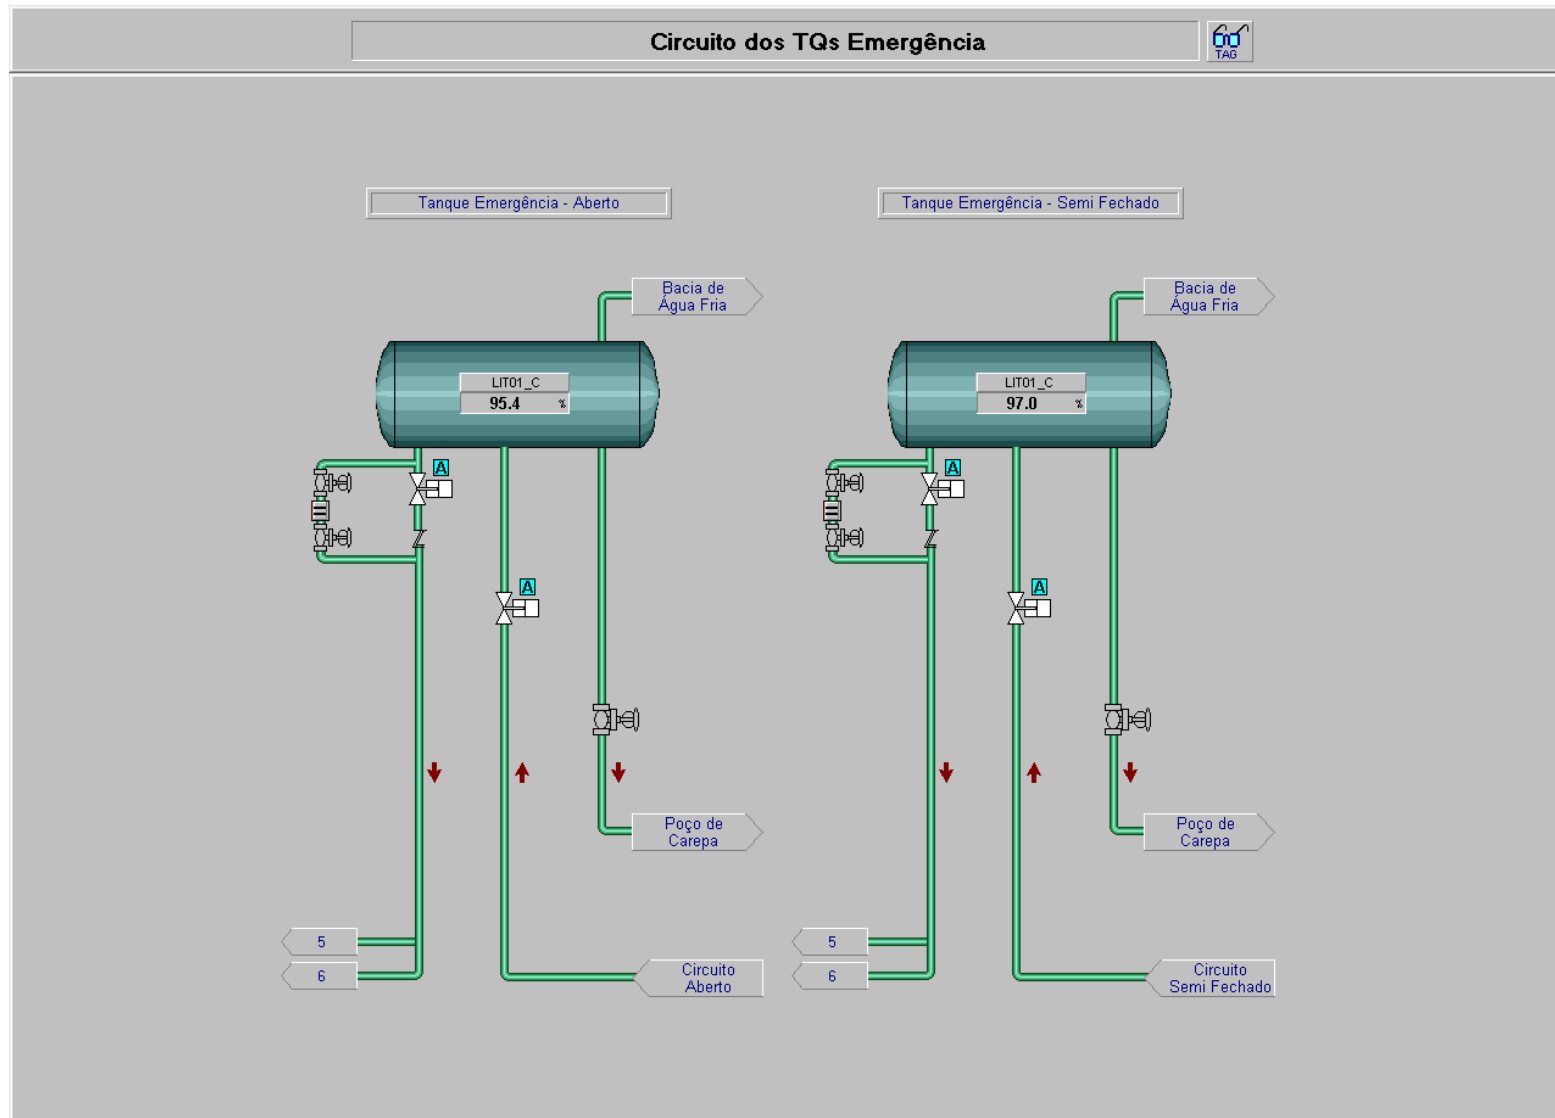 Circuito dos TQs Emergência
TAG
Tanque Emergência - Aberto
Tanque Emergência - Semi Fechado
Bacia de
Água Fria
Bacia de
Água Fria
LIT01_C
95.4 %
LIT01_C
97.0 %
A
A
A
A
Poço de
Carepa
Poço de
Carepa
5
6
Circuito
Aberto
5
6
Circuito
Semi Fechado